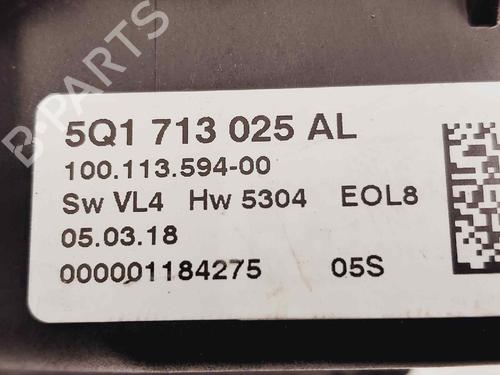 5Q1 713 025 AL
100.113.594-00
Sw VL4 Hw 5304 EOL8
05.03.18
000001184275 05S
B-PARTS